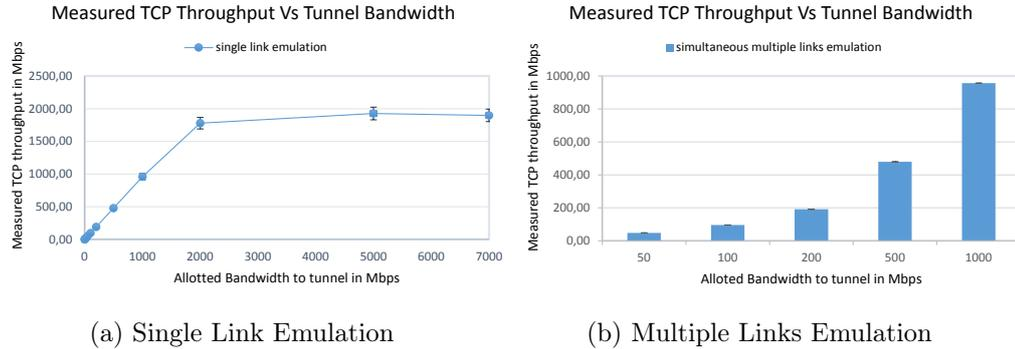 Measured TCP Throughput Vs Tunnel Bandwidth
single link emulation
Measured TCP throughput in Mbps
2500,00
2000,00
1500,00
1000,00
500,00
0,00
0 1000 2000 3000 4000 5000 6000 7000
Allotted Bandwidth to tunnel in Mbps
(a) Single Link Emulation
Measured TCP Throughput Vs Tunnel Bandwidth
simultaneous multiple links emulation
Measured TCP throughput in Mbps
1000,00
800,00
600,00
400,00
200,00
0,00
50 100 200 500 1000
Alloted Bandwidth to tunnel in Mbps
(b) Multiple Links Emulation